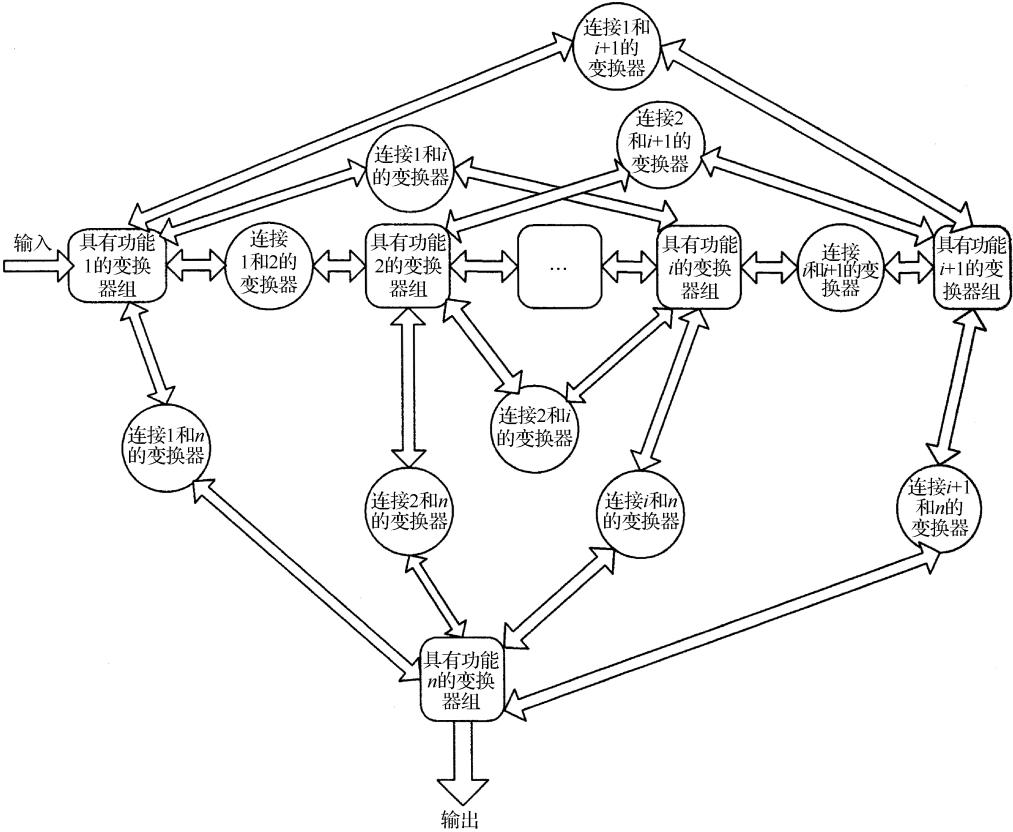 连接1和
i+1的
变换器
连接2
和i+1的
变换器
连接1和i
的变换器
输入
具有功能
1的变换
器组
连接
1和2的
变换器
具有功能
2的变换
器组
...
具有功能
i的变换
器组
连接
i和i+1的变
换器
具有功能
i+1的变
换器组
连接2和i
的变换器
连接1和n
的变换器
连接2和n
的变换器
连接i和n
的变换器
连接i+1
和n的
变换器
具有功能
n的变换
器组
输出